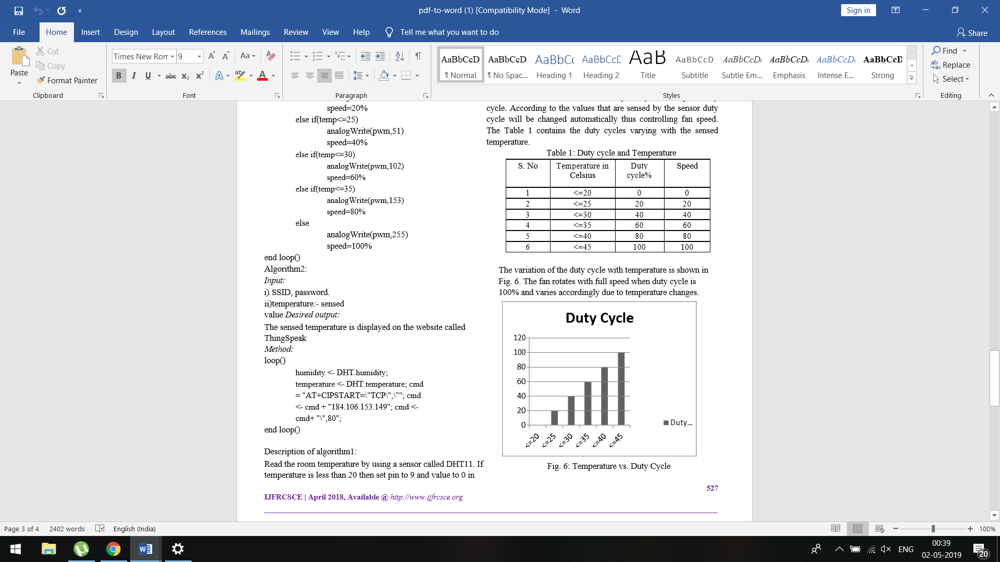 pdf-to-word (1) [Compatibility Mode] - Word
Sign in
File Home Insert Design Layout References Mailings Review View Help Tell me what you want to do
Share
Paste
Cut
Copy
Format Painter
Clipboard
Times New Ror 9
Aa
B I U abc x₂ x²
Font
Paragraph
AaBbCcD AaBbCcD AaBbCc AaBbCcE AaB AaBbCcD AaBbCcD AaBbCcD AaBbCcD AaBbCcD
¶ Normal ¶ No Spac... Heading 1 Heading 2 Title Subtitle Subtle Em... Emphasis Intense E... Strong
Styles
Find
Replace
Select
Editing
speed=20%
else if(temp<=25)
analogWrite(pwm,51)
speed=40%
else if(temp<=30)
analogWrite(pwm,102)
speed=60%
else if(temp<=35)
analogWrite(pwm,153)
speed=80%
else
analogWrite(pwm,255)
speed=100%
end loop()
Algorithm2:
Input:
i) SSID, password.
ii)temperature:- sensed
value Desired output:
The sensed temperature is displayed on the website called
ThingSpeak
Method:
loop()
humidity <- DHT.humidity;
temperature <- DHT.temperature; cmd
= "AT+CIPSTART=\"TCP\",\""; cmd
<- cmd + "184.106.153.149"; cmd <-
cmd+ "\",80";
end loop()
Description of algorithm1:
Read the room temperature by using a sensor called DHT11. If
temperature is less than 20 then set pin to 9 and value to 0 in
cycle. According to the values that are sensed by the sensor duty
cycle will be changed automatically thus controlling fan speed.
The Table 1 contains the duty cycles varying with the sensed
temperature.
Table 1: Duty cycle and Temperature
S. No Temperature in Duty Speed
Celsius cycle%
1 <=20 0 0
2 <=25 20 20
3 <=30 40 40
4 <=35 60 60
5 <=40 80 80
6 <=45 100 100
The variation of the duty cycle with temperature is shown in
Fig. 6. The fan rotates with full speed when duty cycle is
100% and varies accordingly due to temperature changes.
Duty Cycle
120
100
80
60
40
20
0
<=20 <=25 <=30 <=35 <=40 <=45
Duty...
Fig. 6: Temperature vs. Duty Cycle
527
IJFRCSCE | April 2018, Available @ http://www.ijfrcsce.org
Page 3 of 4 2402 words English (India)
100%
ENG
00:39
02-05-2019
20